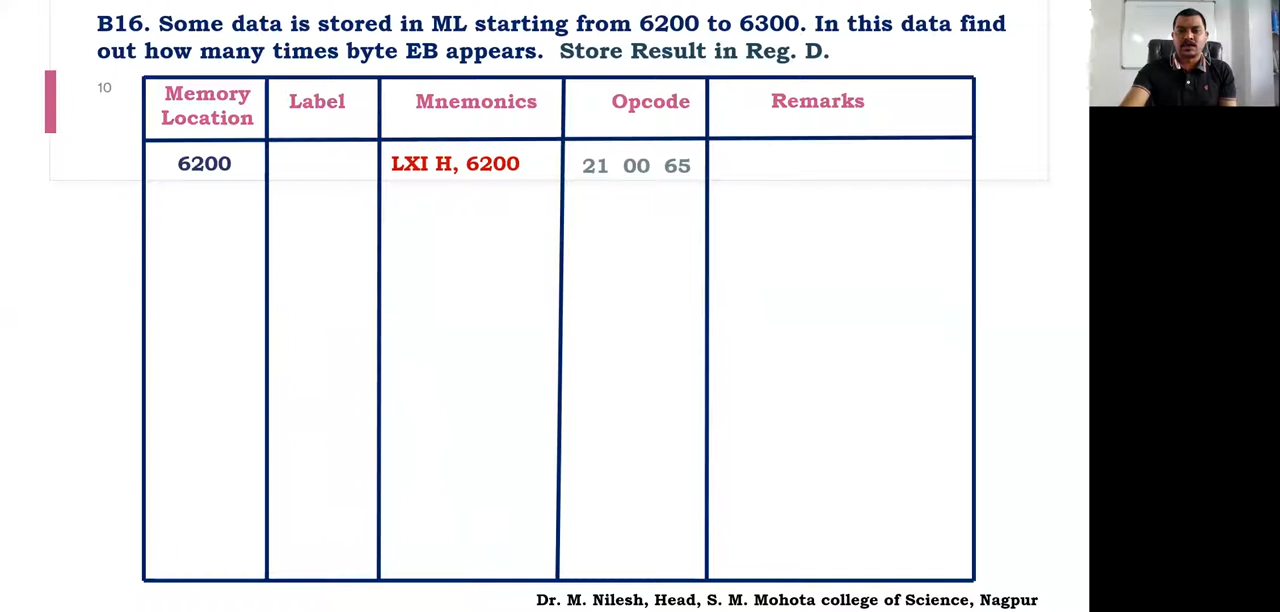 B16. Some data is stored in ML starting from 6200 to 6300. In this data find
out how many times byte EB appears. Store Result in Reg. D.
10
Memory Location
Label
Mnemonics
Opcode
Remarks
6200
LXI H, 6200
21 00 65
Dr. M. Nilesh, Head, S. M. Mohota college of Science, Nagpur